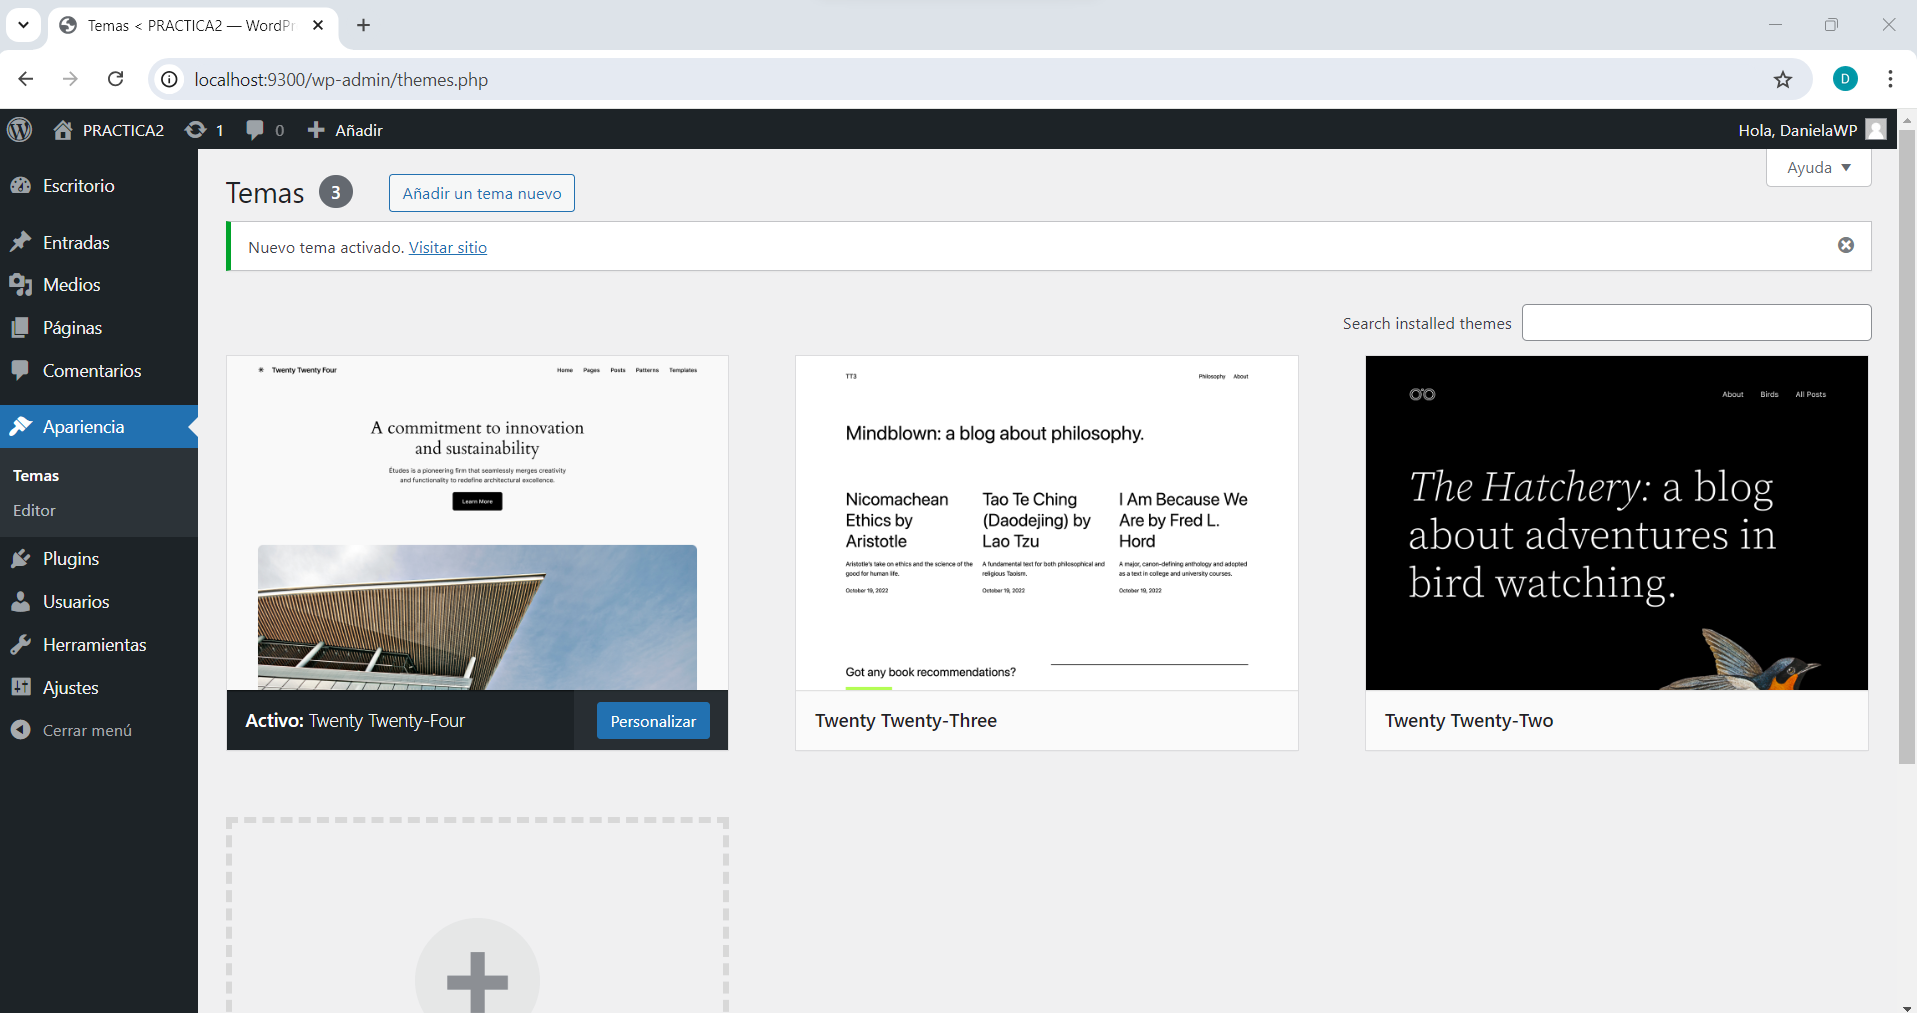 Temas < PRACTICA2 — WordPr
localhost:9300/wp-admin/themes.php
D
PRACTICA2
1
0
Añadir
Hola, DanielaWP
Escritorio
Entradas
Medios
Páginas
Comentarios
Apariencia
Temas
Editor
Plugins
Usuarios
Herramientas
Ajustes
Cerrar menú
Ayuda
Temas 3
Añadir un tema nuevo
Nuevo tema activado. Visitar sitio
Search installed themes
Twenty Twenty Four
Home Pages Posts Patterns Templates
A commitment to innovation
and sustainability
Études is a pioneering firm that seamlessly merges creativity
and functionality to redefine architectural excellence.
Learn More
Activo: Twenty Twenty-Four
Personalizar
TT3
Philosophy About
Mindblown: a blog about philosophy.
Nicomachean
Ethics by
Aristotle
Aristotle's take on ethics and the science of the
good for human life.
October 19, 2022
Tao Te Ching
(Daodejing) by
Lao Tzu
A fundamental text for both philosophical and
religious Taoism.
October 19, 2022
I Am Because We
Are by Fred L.
Hord
A major, canon-defining anthology and adopted
as a text in college and university courses.
October 19, 2022
Got any book recommendations?
Twenty Twenty-Three
About Birds All Posts
The Hatchery: a blog
about adventures in
bird watching.
Twenty Twenty-Two